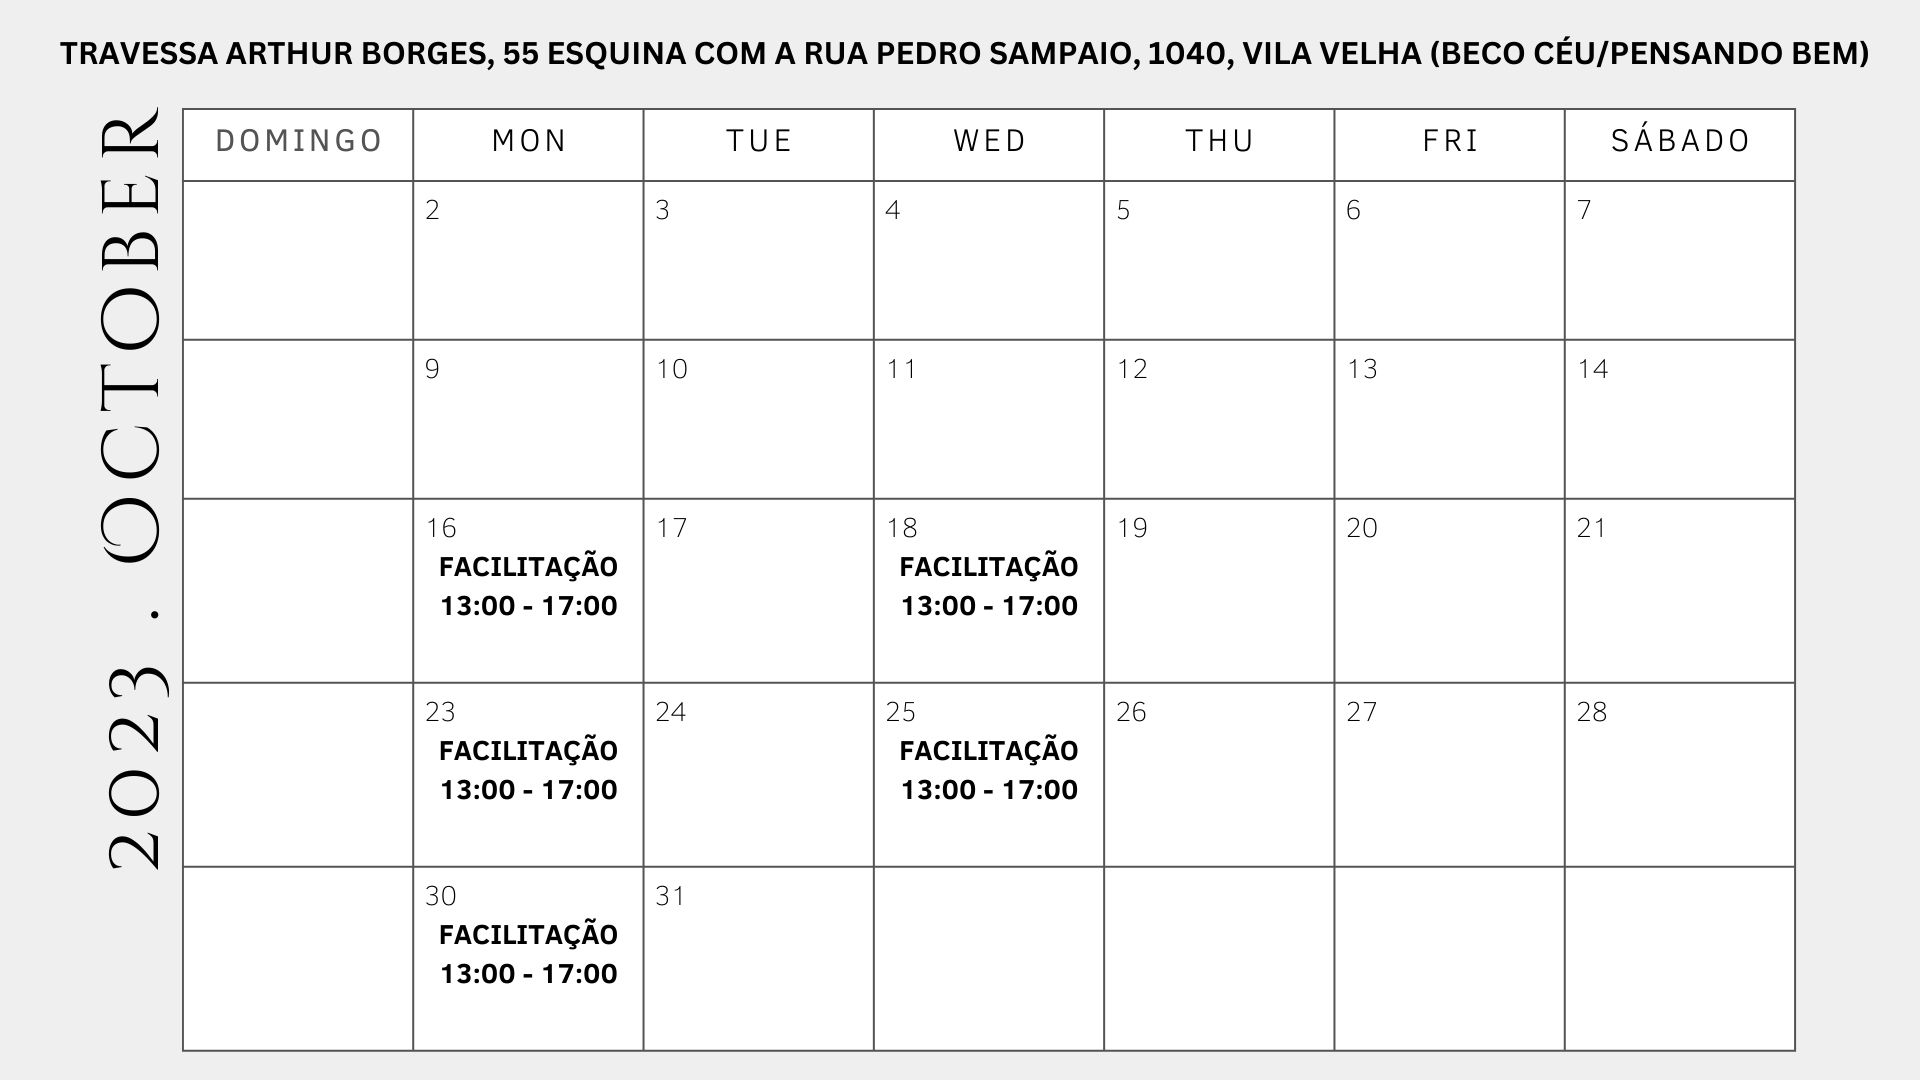 TRAVESSA ARTHUR BORGES, 55 ESQUINA COM A RUA PEDRO SAMPAIO, 1040, VILA VELHA (BECO CÉU/PENSANDO BEM)
2023 . OCTOBER
DOMINGO MON TUE WED THU FRI SÁBADO
2 3 4 5 6 7
9 10 11 12 13 14
16 17 18 19 20 21
FACILITAÇÃO FACILITAÇÃO
13:00 - 17:00 13:00 - 17:00
23 24 25 26 27 28
FACILITAÇÃO FACILITAÇÃO
13:00 - 17:00 13:00 - 17:00
30 31
FACILITAÇÃO
13:00 - 17:00